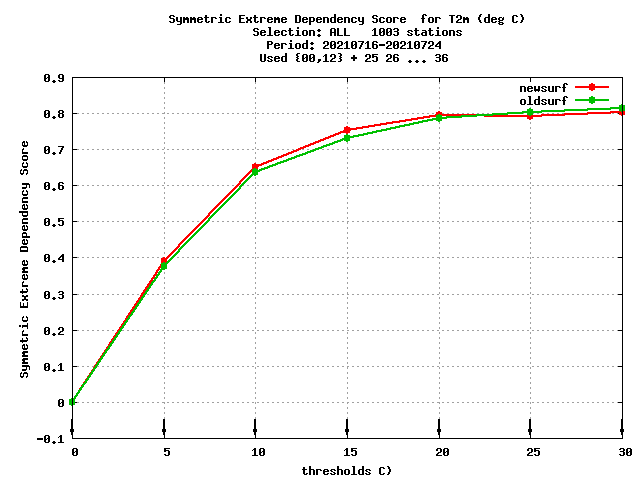 Symmetric Extreme Dependency Score  for T2m (deg C)
Selection: ALL   1003 stations
Period: 20210716-20210724
Used {00,12} + 25 26 ... 36
newsurf
oldsurf
0.9
0.8
0.7
0.6
0.5
0.4
0.3
0.2
0.1
0
-0.1
Symmetric Extreme Dependency Score
0 5 10 15 20 25 30
thresholds C)